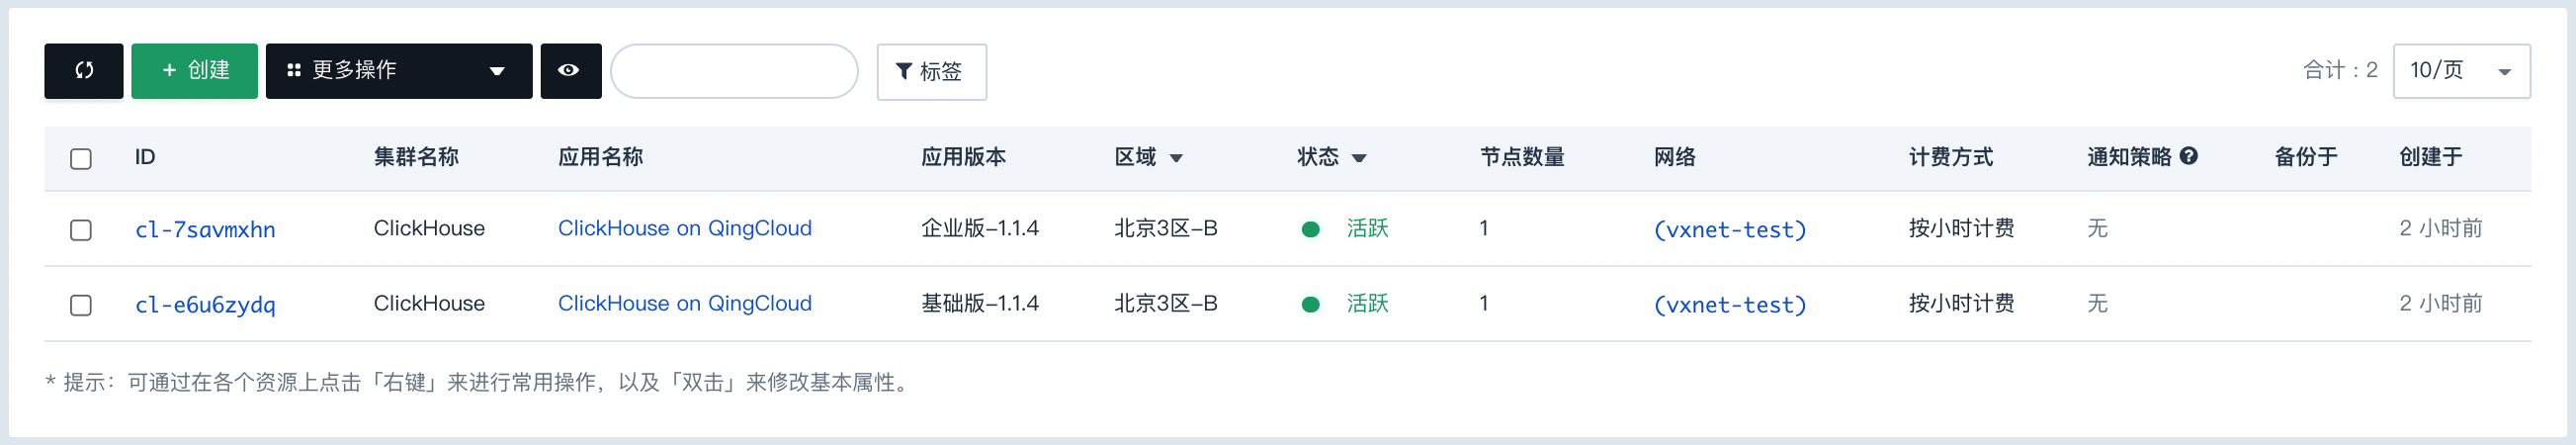 + 创建 更多操作 标签 合计：2 10/页
ID 集群名称 应用名称 应用版本 区域 状态 节点数量 网络 计费方式 通知策略 备份于 创建于
cl-7savmxhn ClickHouse ClickHouse on QingCloud 企业版-1.1.4 北京3区-B 活跃 1 (vxnet-test) 按小时计费 无 2 小时前
cl-e6u6zydq ClickHouse ClickHouse on QingCloud 基础版-1.1.4 北京3区-B 活跃 1 (vxnet-test) 按小时计费 无 2 小时前
* 提示：可通过在各个资源上点击「右键」来进行常用操作，以及「双击」来修改基本属性。